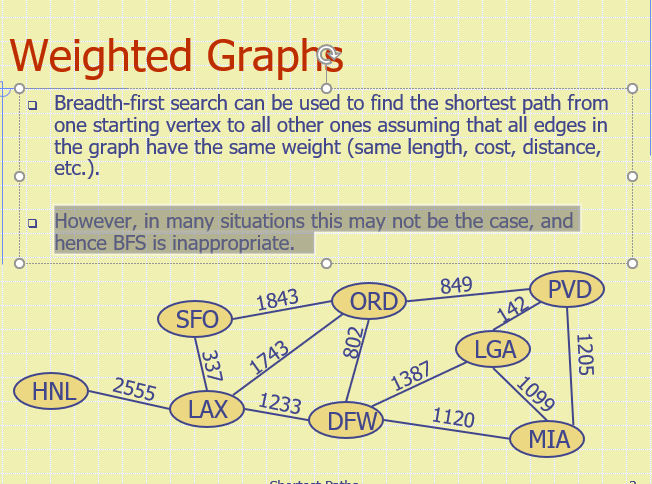 Weighted Graphs
Breadth-first search can be used to find the shortest path from
one starting vertex to all other ones assuming that all edges in
the graph have the same weight (same length, cost, distance,
etc.).
However, in many situations this may not be the case, and
hence BFS is inappropriate.
849
PVD
1843
ORD
142
SFO
802
1205
337
1743
LGA
HNL
2555
1387
1099
LAX
1233
DFW
1120
MIA
Shortest Paths
2